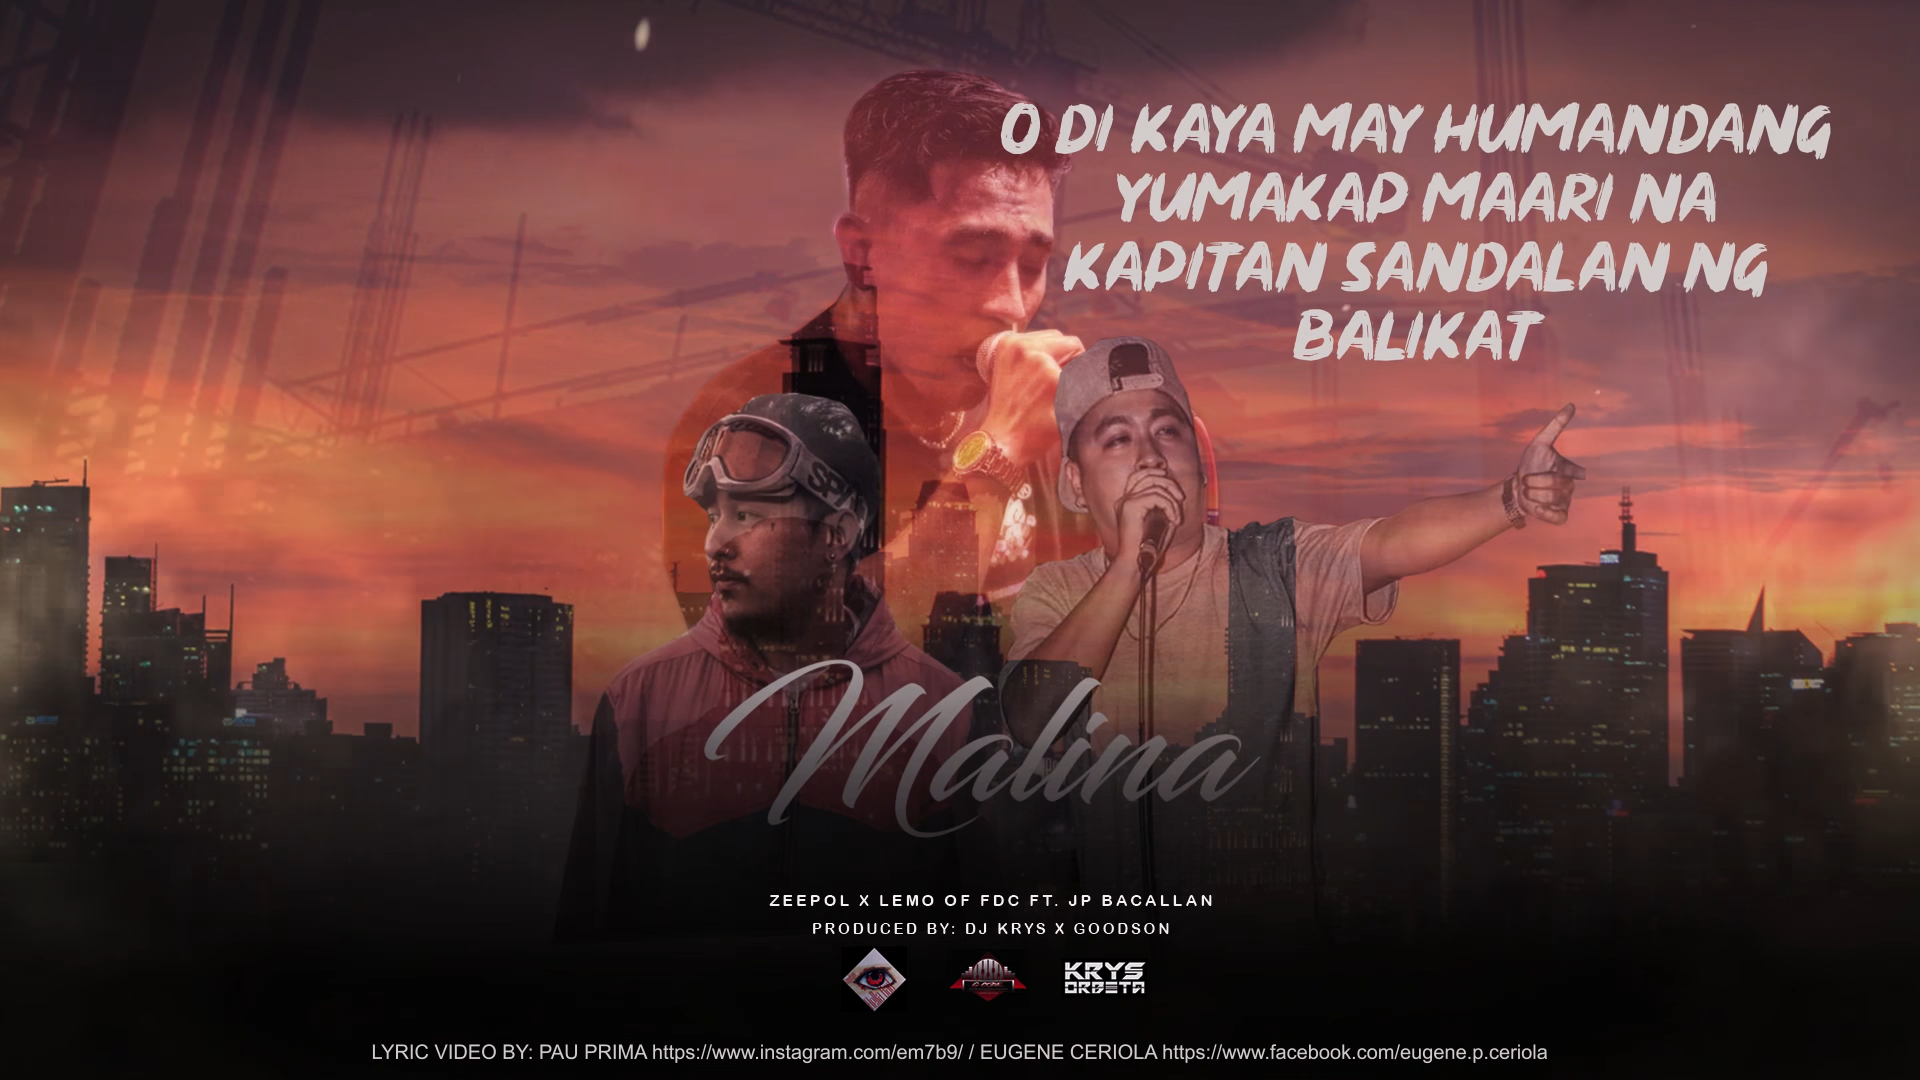 O DI KAYA MAY HUMANDANG
YUMAKAP MAARI NA
KAPITAN SANDALAN NG
BALIKAT
Malina
ZEEPOL X LEMO OF FDC FT. JP BACALLAN
PRODUCED BY: DJ KRYS X GOODSON
KRYS
ORBETA
LYRIC VIDEO BY: PAU PRIMA https://www.instagram.com/em7b9/ / EUGENE CERIOLA https://www.facebook.com/eugene.p.ceriola